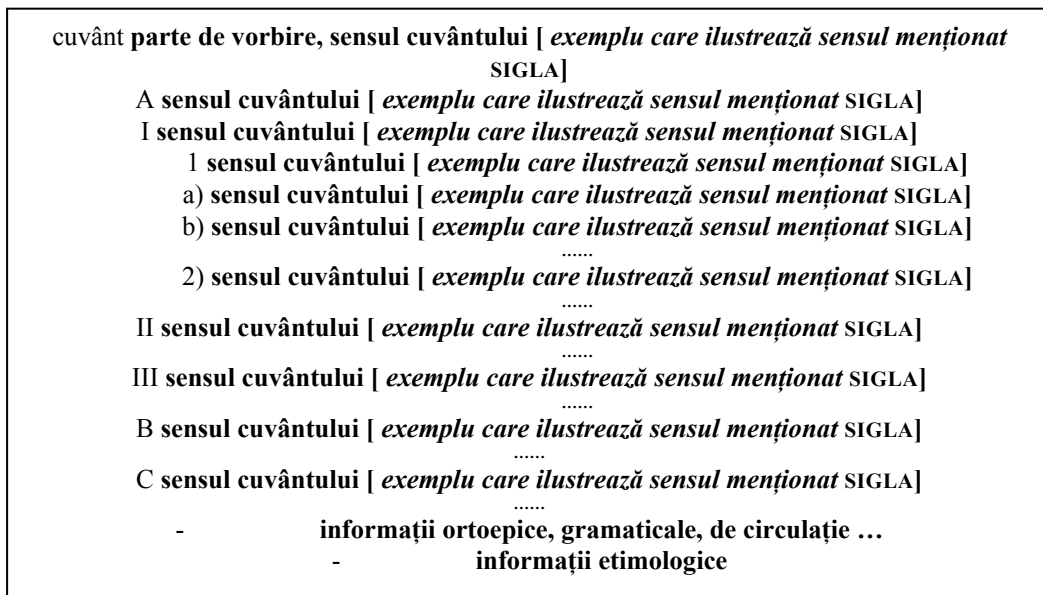 cuvânt parte de vorbire, sensul cuvântului [ exemplu care ilustrează sensul menționat
SIGLA]
A sensul cuvântului [ exemplu care ilustrează sensul menționat SIGLA]
I sensul cuvântului [ exemplu care ilustrează sensul menționat SIGLA]
1 sensul cuvântului [ exemplu care ilustrează sensul menționat SIGLA]
a) sensul cuvântului [ exemplu care ilustrează sensul menționat SIGLA]
b) sensul cuvântului [ exemplu care ilustrează sensul menționat SIGLA]
......
2) sensul cuvântului [ exemplu care ilustrează sensul menționat SIGLA]
......
II sensul cuvântului [ exemplu care ilustrează sensul menționat SIGLA]
......
III sensul cuvântului [ exemplu care ilustrează sensul menționat SIGLA]
......
B sensul cuvântului [ exemplu care ilustrează sensul menționat SIGLA]
......
C sensul cuvântului [ exemplu care ilustrează sensul menționat SIGLA]
......
- informații ortoepice, gramaticale, de circulație …
- informații etimologice